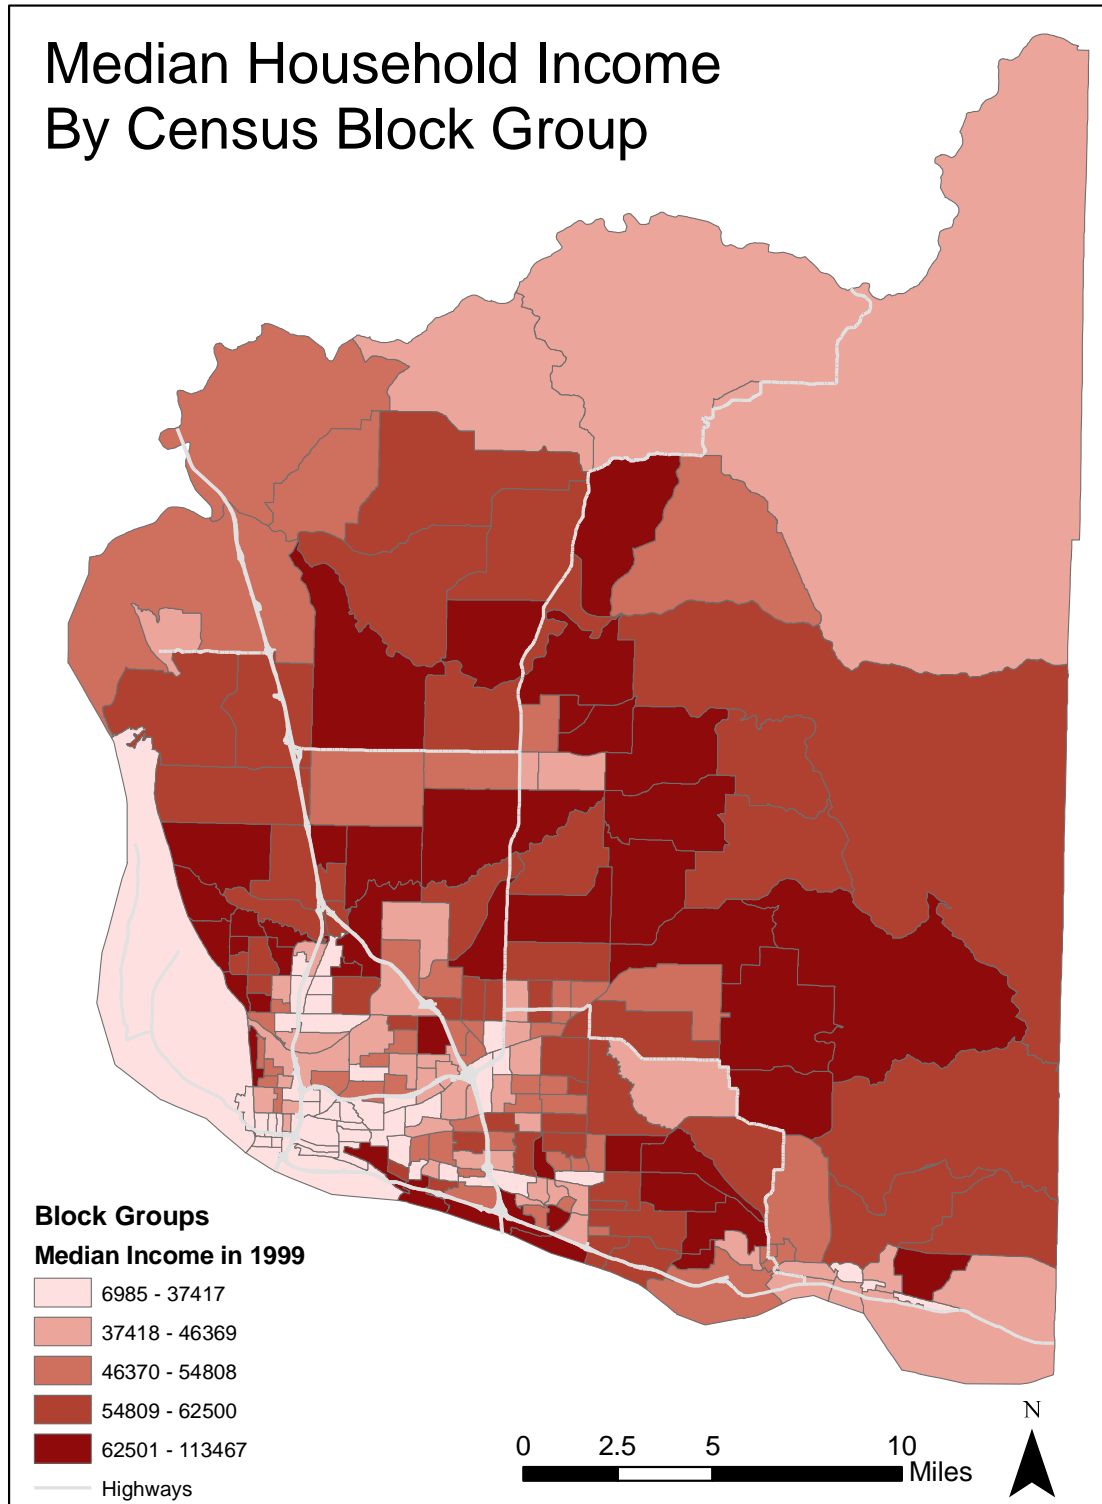 Median Household Income
By Census Block Group
Block Groups
Median Income in 1999
6985 - 37417
37418 - 46369
46370 - 54808
54809 - 62500
62501 - 113467
Highways
0 2.5 5 10
Miles
N